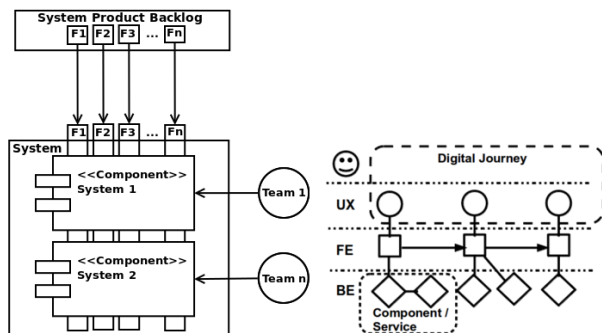 System Product Backlog
F1 F2 F3 ... Fn
F1 F2 F3 ... Fn
System
<<Component>>
System 1
Team 1
<<Component>>
System 2
Team n
Digital Journey
UX
FE
BE
Component /
Service